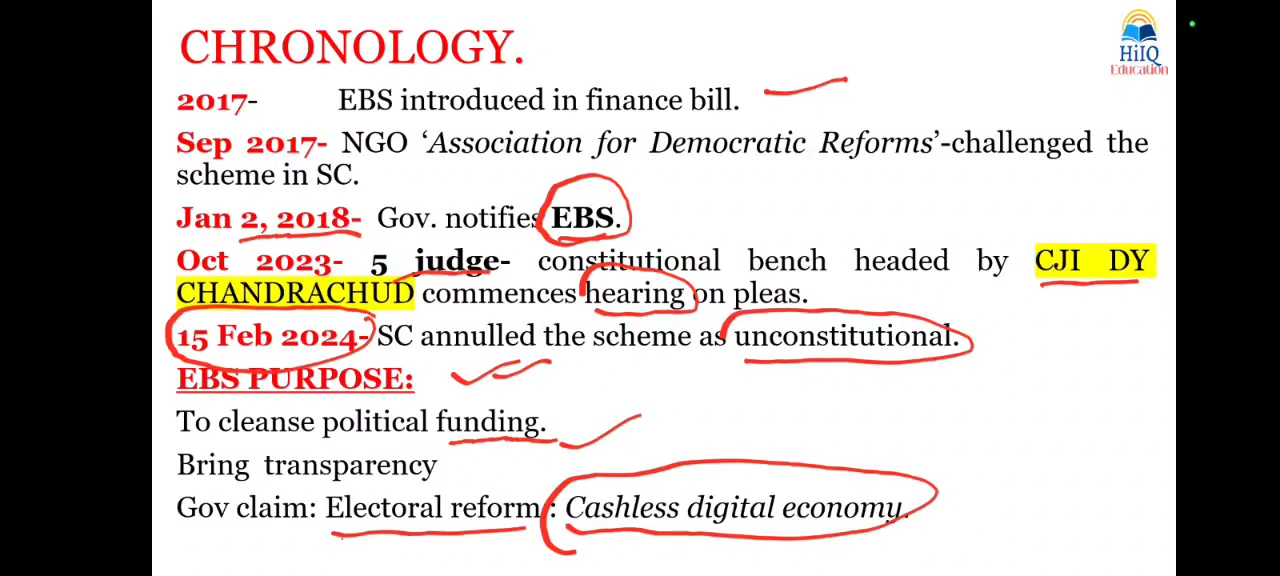 CHRONOLOGY.
HiIQ
Education
2017- EBS introduced in finance bill.
Sep 2017- NGO ‘Association for Democratic Reforms’-challenged the
scheme in SC.
Jan 2, 2018- Gov. notifies EBS.
Oct 2023- 5 judge- constitutional bench headed by CJI DY
CHANDRACHUD commences hearing on pleas.
15 Feb 2024- SC annulled the scheme as unconstitutional.
EBS PURPOSE:
To cleanse political funding.
Bring transparency
Gov claim: Electoral reform : Cashless digital economy.